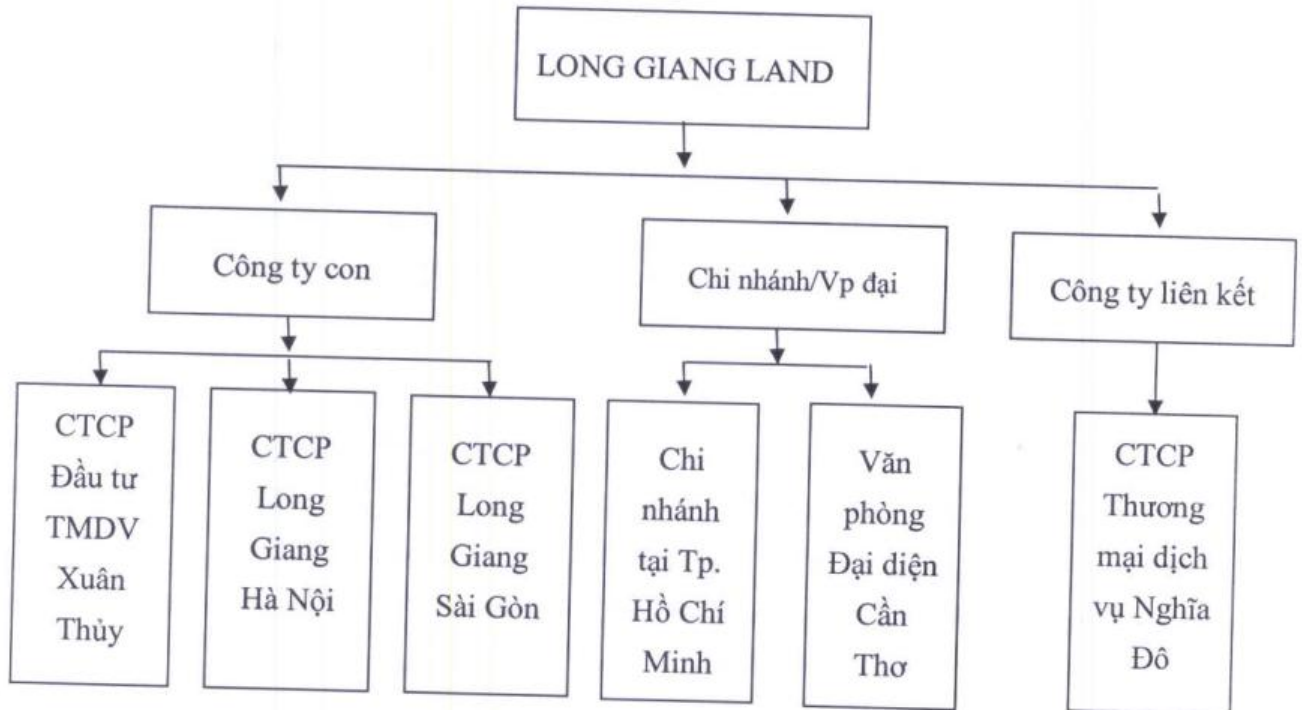 LONG GIANG LAND
Công ty con
Chi nhánh/Vp đại
Công ty liên kết
CTCP
Đầu tư
TMDV
Xuân
Thủy
CTCP
Long
Giang
Hà Nội
CTCP
Long
Giang
Sài Gòn
Chi
nhánh
tại Tp.
Hồ Chí
Minh
Văn
phòng
Đại diện
Cần
Thơ
CTCP
Thương
mại dịch
vụ Nghĩa
Đô